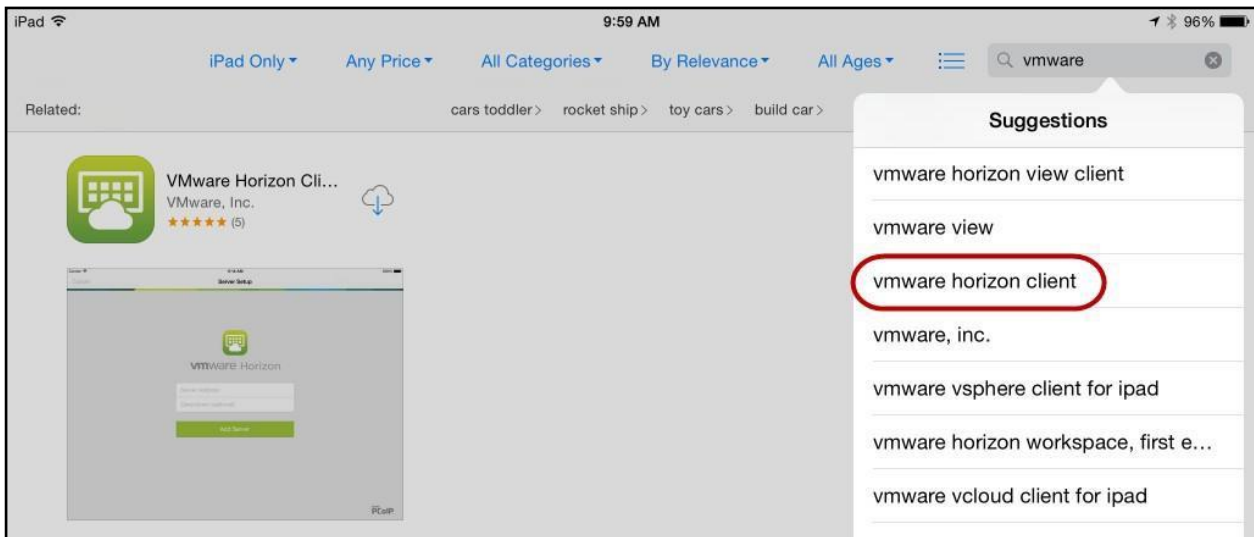 iPad 9:59 AM 96%
iPad Only Any Price All Categories By Relevance All Ages vmware
Related: cars toddler > rocket ship > toy cars > build car >
Suggestions
vmware horizon view client
vmware view
vmware horizon client
vmware, inc.
vmware vsphere client for ipad
vmware horizon workspace, first e...
vmware vcloud client for ipad
VMware Horizon Cli...
VMware, Inc.
★★★★★ (5)
Server Setup
vmware Horizon
Add Server
PCoIP